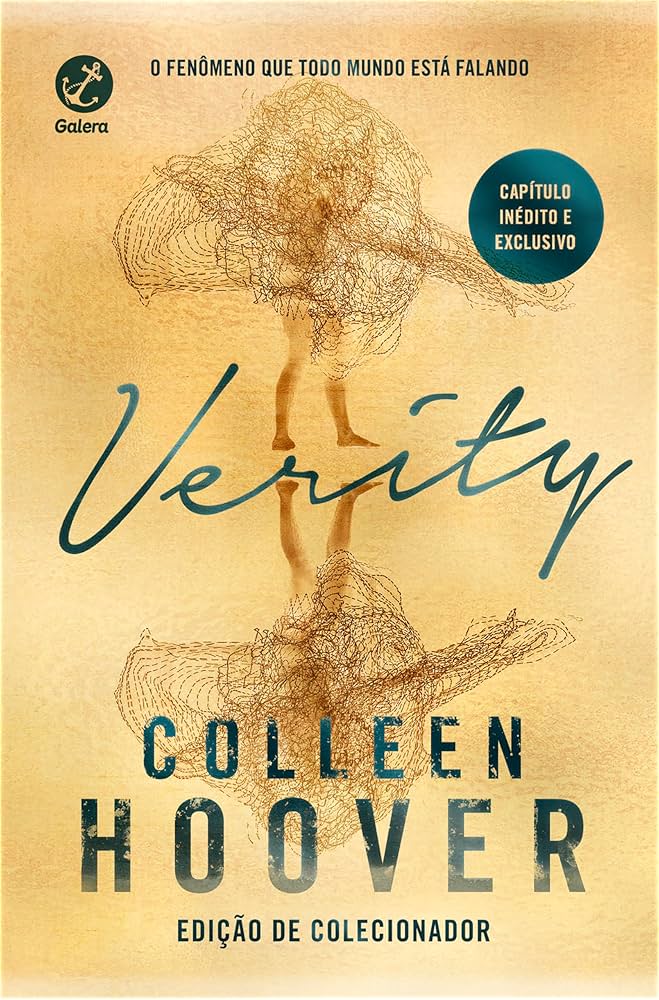 O FENÔMENO QUE TODO MUNDO ESTÁ FALANDO
Galera
CAPÍTULO
INÉDITO E
EXCLUSIVO
Verity
COLLEEN
HOOVER
EDIÇÃO DE COLECIONADOR